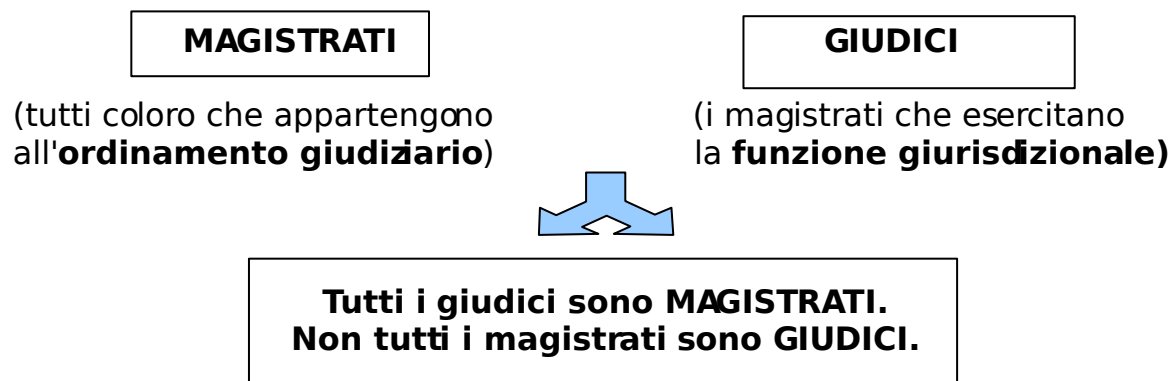 MAGISTRATI
GIUDICI
(tutti coloro che appartengono
all'ordinamento giudiziario)
(i magistrati che esercitano
la funzione giurisdizionale)
Tutti i giudici sono MAGISTRATI.
Non tutti i magistrati sono GIUDICI.